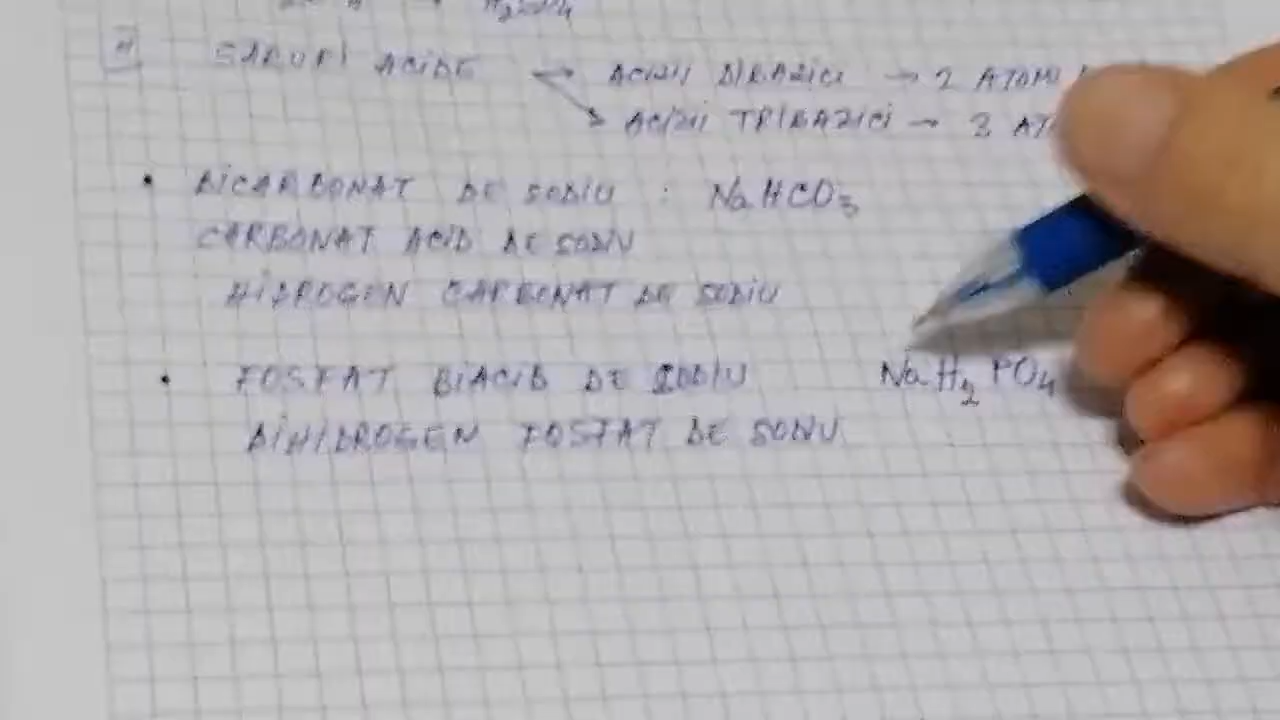 SĂRURI ACIDE → ACIZII DIBAZICI → 2 ATOMI
→ ACIZII TRIBAZICI → 3
• BICARBONAT DE SODIU : NaHCO3
CARBONAT ACID DE SODIU
HIDROGEN CARBONAT DE SODIU
• FOSFAT BIACID DE SODIU NaH2PO4
DIHIDROGEN FOSFAT DE SODIU